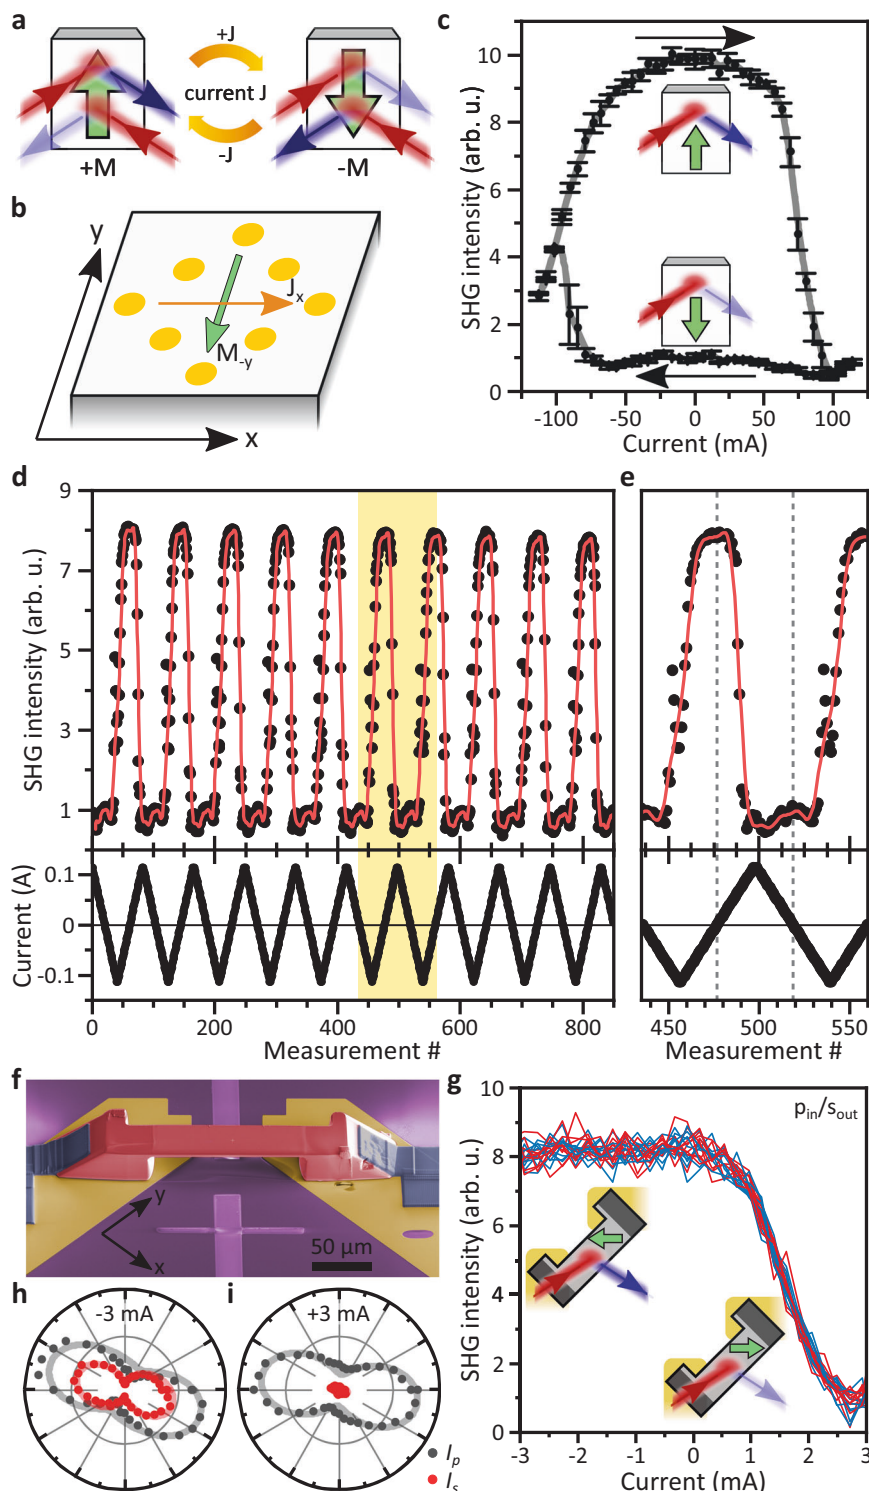 a
+J
current J
-J
+M
-M
b
y
J
x
M
-y
x
c
SHG intensity (arb. u.)
10
8
6
4
2
0
-100
-50
0
50
100
Current (mA)
d
SHG intensity (arb. u.)
9
7
5
3
1
Current (A)
0.1
0
-0.1
0
200
400
600
800
Measurement #
e
450
500
550
Measurement #
f
y
x
50 µm
g
SHG intensity (arb. u.)
10
8
6
4
2
0
p_in/s_out
-3
-2
-1
0
1
2
3
Current (mA)
h
-3 mA
i
+3 mA
I_p
I_s